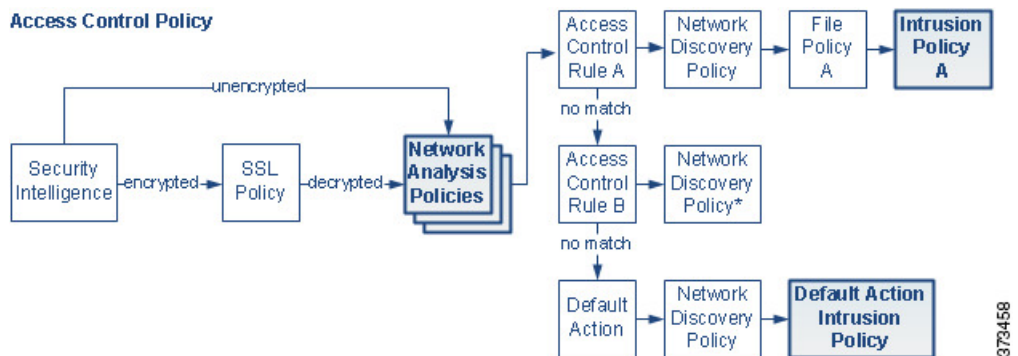 Access Control Policy
Access
Control
Rule A
Network
Discovery
Policy
File
Policy
A
Intrusion
Policy
A
unencrypted
no match
Security
Intelligence
encrypted
SSL
Policy
decrypted
Network
Analysis
Policies
Access
Control
Rule B
Network
Discovery
Policy*
no match
Default
Action
Network
Discovery
Policy
Default Action
Intrusion
Policy
373458